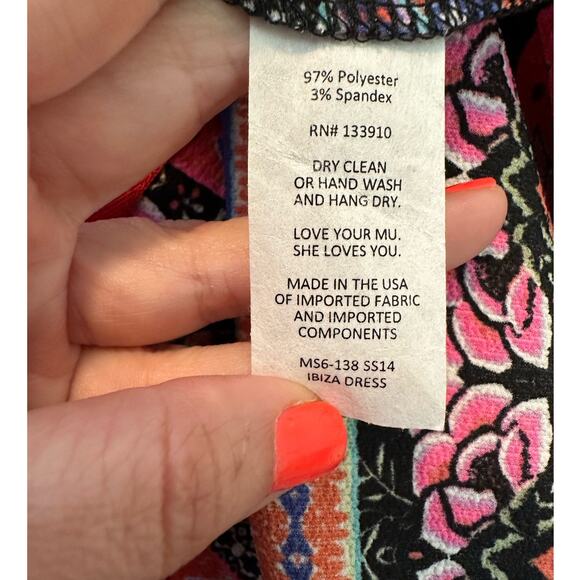 97% Polyester
3% Spandex
RN# 133910
DRY CLEAN
OR HAND WASH
AND HANG DRY.
LOVE YOUR MU.
SHE LOVES YOU.
MADE IN THE USA
OF IMPORTED FABRIC
AND IMPORTED
COMPONENTS
MS6-138 SS14
IBIZA DRESS